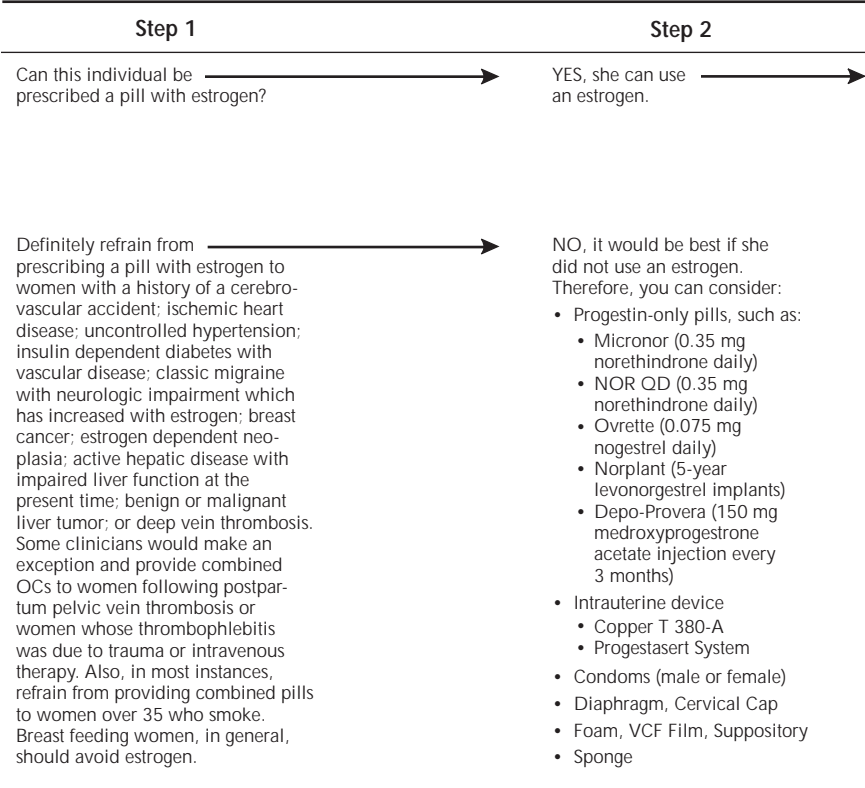 Step 1
Step 2
Can this individual be
prescribed a pill with estrogen?
YES, she can use
an estrogen.
Definitely refrain from
prescribing a pill with estrogen to
women with a history of a cerebro-
vascular accident; ischemic heart
disease; uncontrolled hypertension;
insulin dependent diabetes with
vascular disease; classic migraine
with neurologic impairment which
has increased with estrogen; breast
cancer; estrogen dependent neo-
plasia; active hepatic disease with
impaired liver function at the
present time; benign or malignant
liver tumor; or deep vein thrombosis.
Some clinicians would make an
exception and provide combined
OCs to women following postpar-
tum pelvic vein thrombosis or
women whose thrombophlebitis
was due to trauma or intravenous
therapy. Also, in most instances,
refrain from providing combined pills
to women over 35 who smoke.
Breast feeding women, in general,
should avoid estrogen.
NO, it would be best if she
did not use an estrogen.
Therefore, you can consider:
• Progestin-only pills, such as:
• Micronor (0.35 mg
norethindrone daily)
• NOR QD (0.35 mg
norethindrone daily)
• Ovrette (0.075 mg
nogestrel daily)
• Norplant (5-year
levonorgestrel implants)
• Depo-Provera (150 mg
medroxyprogestrone
acetate injection every
3 months)
• Intrauterine device
• Copper T 380-A
• Progestasert System
• Condoms (male or female)
• Diaphragm, Cervical Cap
• Foam, VCF Film, Suppository
• Sponge